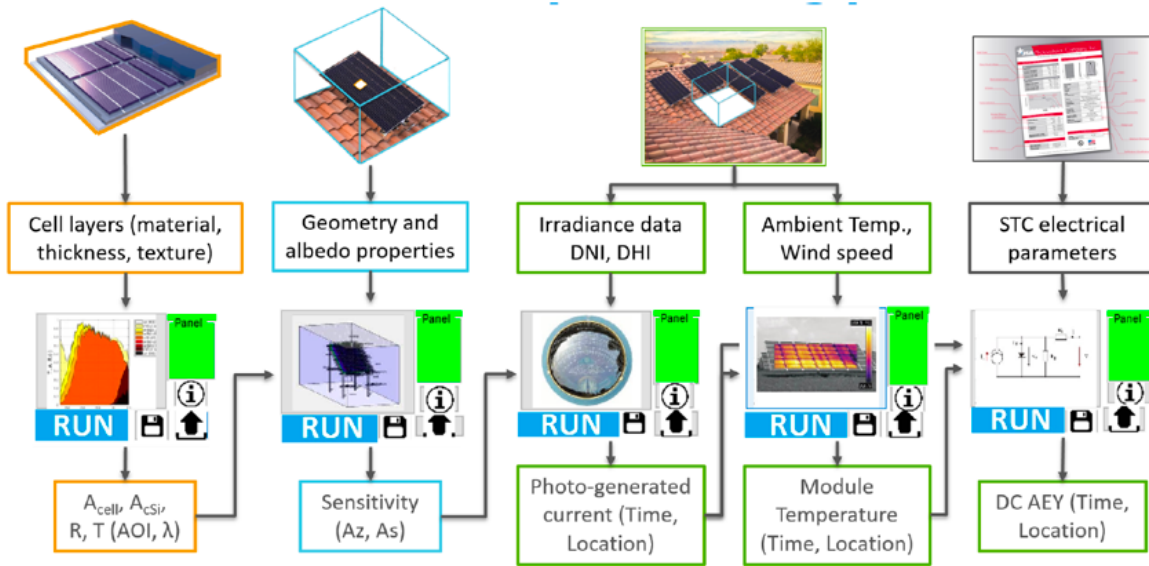 Cell layers (material,
thickness, texture)
Geometry and
albedo properties
Irradiance data
DNI, DHI
Ambient Temp.,
Wind speed
STC electrical
parameters
Panel
RUN
Panel
RUN
Panel
RUN
Panel
RUN
Panel
RUN
A_cell, A_cSi,
R, T (AOI, λ)
Sensitivity
(Az, As)
Photo-generated
current (Time,
Location)
Module
Temperature
(Time, Location)
DC AEY (Time,
Location)